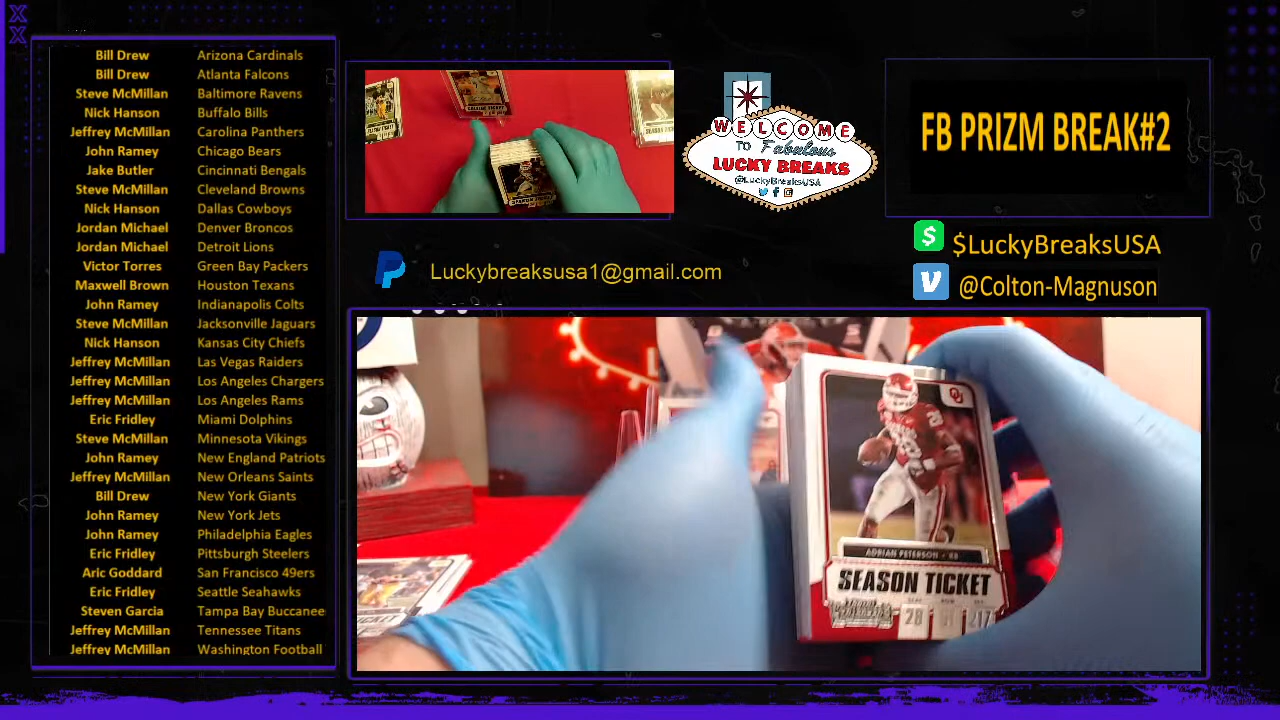 Bill Drew Arizona Cardinals
Bill Drew Atlanta Falcons
Steve McMillan Baltimore Ravens
Nick Hanson Buffalo Bills
Jeffrey McMillan Carolina Panthers
John Ramey Chicago Bears
Jake Butler Cincinnati Bengals
Steve McMillan Cleveland Browns
Nick Hanson Dallas Cowboys
Jordan Michael Denver Broncos
Jordan Michael Detroit Lions
Victor Torres Green Bay Packers
Maxwell Brown Houston Texans
John Ramey Indianapolis Colts
Steve McMillan Jacksonville Jaguars
Nick Hanson Kansas City Chiefs
Jeffrey McMillan Las Vegas Raiders
Jeffrey McMillan Los Angeles Chargers
Jeffrey McMillan Los Angeles Rams
Eric Fridley Miami Dolphins
Steve McMillan Minnesota Vikings
John Ramey New England Patriots
Jeffrey McMillan New Orleans Saints
Bill Drew New York Giants
John Ramey New York Jets
John Ramey Philadelphia Eagles
Eric Fridley Pittsburgh Steelers
Aric Goddard San Francisco 49ers
Eric Fridley Seattle Seahawks
Steven Garcia Tampa Bay Buccanee
Jeffrey McMillan Tennessee Titans
Jeffrey McMillan Washington Football
SEASON TICKET
WELCOME
TO Fabulous
LUCKY BREAKS
@LuckyBreaksUSA
FB PRIZM BREAK#2
$LuckyBreaksUSA
@Colton-Magnuson
Luckybreaksusa1@gmail.com
28
ADRIAN PETERSON
SEASON TICKET
28 217